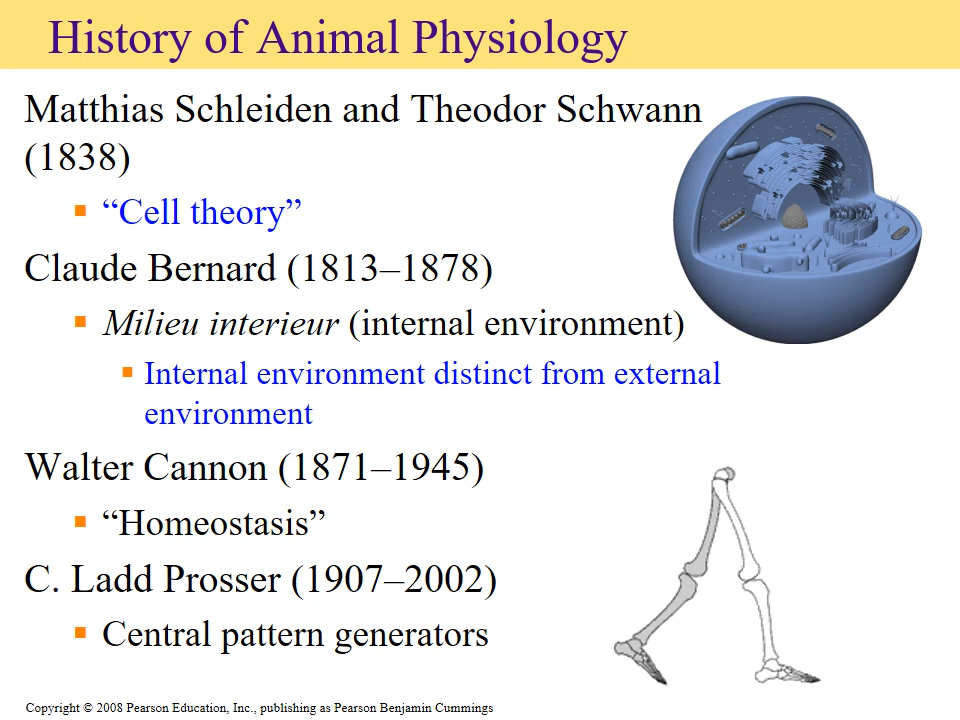 History of Animal Physiology
Matthias Schleiden and Theodor Schwann
(1838)
▪ “Cell theory”
Claude Bernard (1813–1878)
▪ Milieu interieur (internal environment)
▪ Internal environment distinct from external
environment
Walter Cannon (1871–1945)
▪ “Homeostasis”
C. Ladd Prosser (1907–2002)
▪ Central pattern generators
Copyright © 2008 Pearson Education, Inc., publishing as Pearson Benjamin Cummings